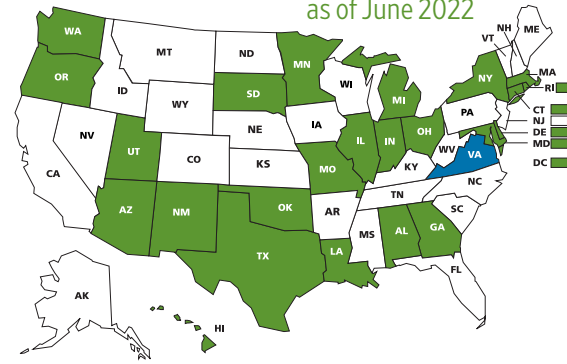 as of June 2022
WA
MT
ND
MN
VT
NH
ME
OR
ID
SD
WI
NY
MA
RI
WY
MI
CT
NV
NE
IA
PA
NJ
DE
UT
CO
IL
IN
OH
WV
VA
MD
CA
KS
MO
KY
DC
AZ
NM
OK
AR
TN
NC
SC
TX
LA
MS
AL
GA
AK
FL
HI